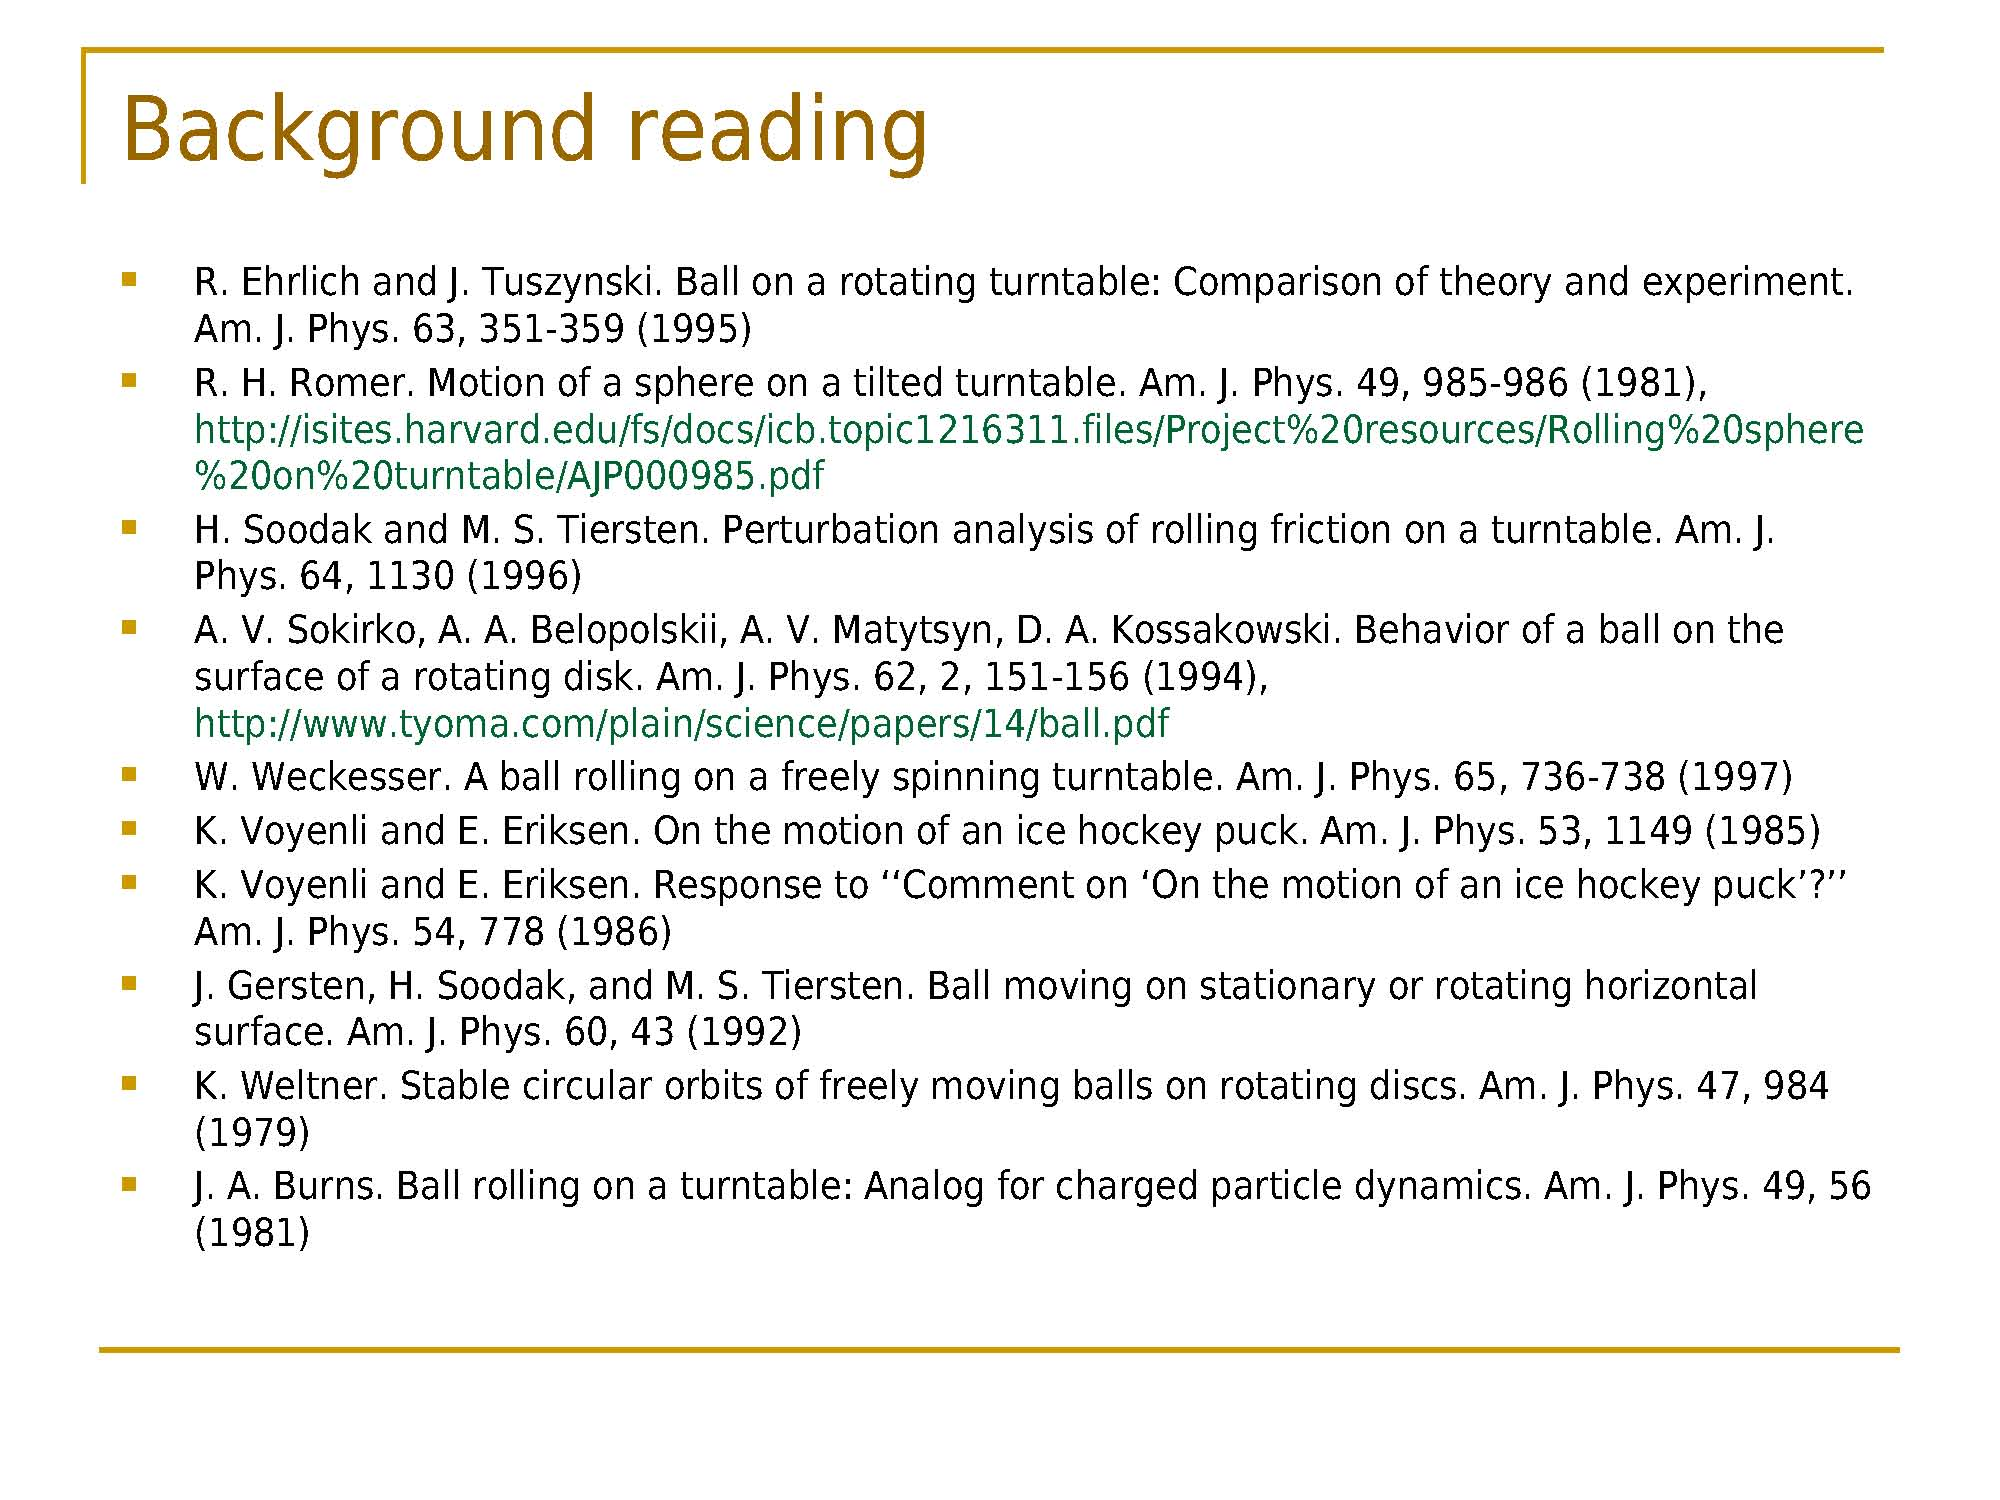 Background reading
R. Ehrlich and J. Tuszynski. Ball on a rotating turntable: Comparison of theory and experiment.
Am. J. Phys. 63, 351-359 (1995)
R. H. Romer. Motion of a sphere on a tilted turntable. Am. J. Phys. 49, 985-986 (1981),
http://isites.harvard.edu/fs/docs/icb.topic1216311.files/Project%20resources/Rolling%20sphere
%20on%20turntable/AJP000985.pdf
H. Soodak and M. S. Tiersten. Perturbation analysis of rolling friction on a turntable. Am. J.
Phys. 64, 1130 (1996)
A. V. Sokirko, A. A. Belopolskii, A. V. Matytsyn, D. A. Kossakowski. Behavior of a ball on the
surface of a rotating disk. Am. J. Phys. 62, 2, 151-156 (1994),
http://www.tyoma.com/plain/science/papers/14/ball.pdf
W. Weckesser. A ball rolling on a freely spinning turntable. Am. J. Phys. 65, 736-738 (1997)
K. Voyenli and E. Eriksen. On the motion of an ice hockey puck. Am. J. Phys. 53, 1149 (1985)
K. Voyenli and E. Eriksen. Response to ‘‘Comment on ‘On the motion of an ice hockey puck’?’’
Am. J. Phys. 54, 778 (1986)
J. Gersten, H. Soodak, and M. S. Tiersten. Ball moving on stationary or rotating horizontal
surface. Am. J. Phys. 60, 43 (1992)
K. Weltner. Stable circular orbits of freely moving balls on rotating discs. Am. J. Phys. 47, 984
(1979)
J. A. Burns. Ball rolling on a turntable: Analog for charged particle dynamics. Am. J. Phys. 49, 56
(1981)